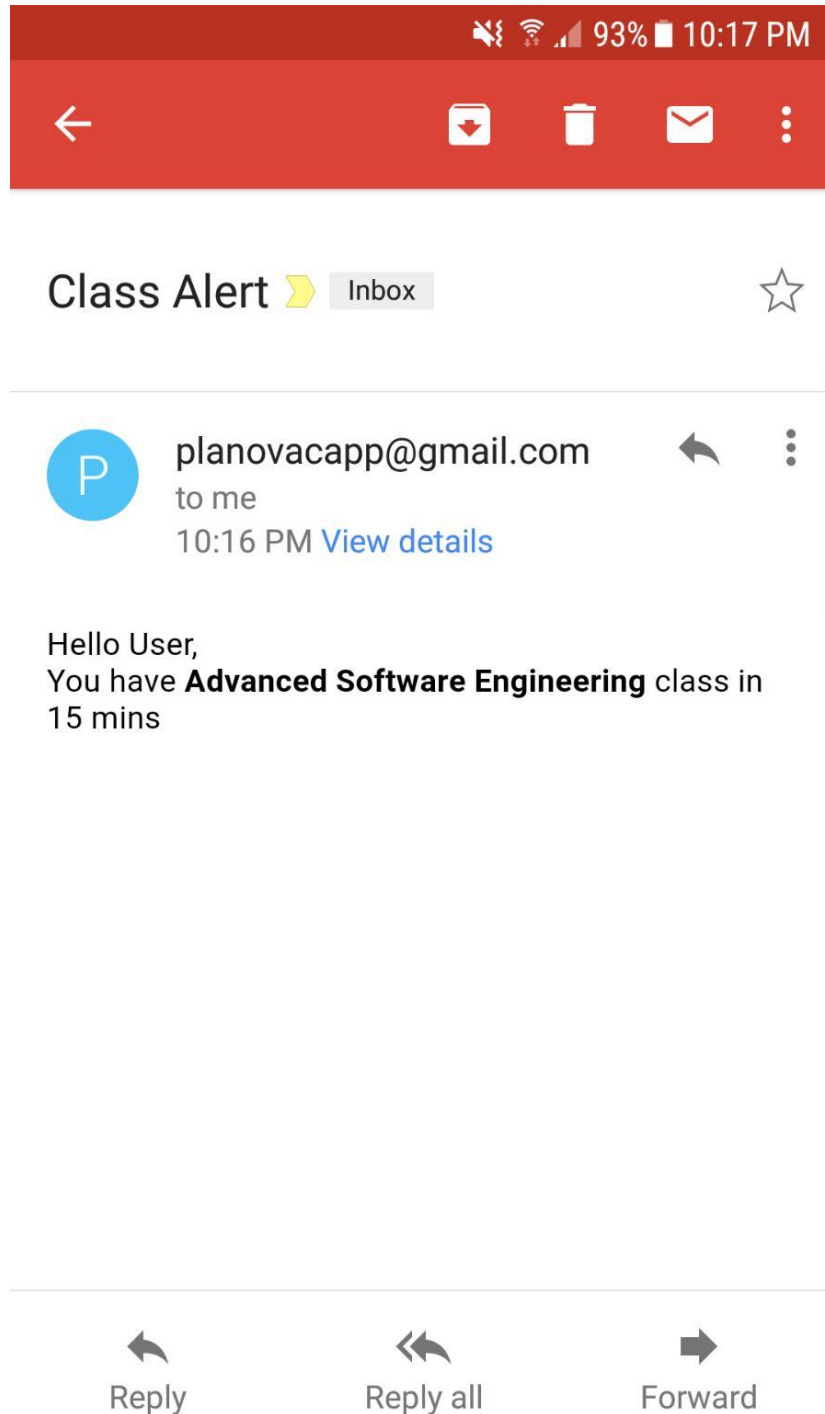 93% 10:17 PM
Class Alert Inbox
P
planovacapp@gmail.com
to me
10:16 PM View details
Hello User,
You have Advanced Software Engineering class in
15 mins
Reply Reply all Forward